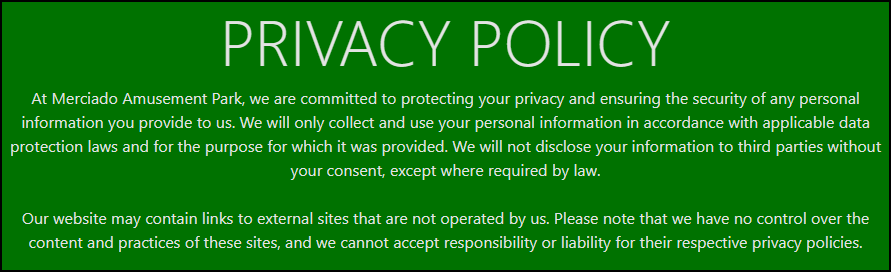 PRIVACY POLICY
At Merciado Amusement Park, we are committed to protecting your privacy and ensuring the security of any personal
information you provide to us. We will only collect and use your personal information in accordance with applicable data
protection laws and for the purpose for which it was provided. We will not disclose your information to third parties without
your consent, except where required by law.
Our website may contain links to external sites that are not operated by us. Please note that we have no control over the
content and practices of these sites, and we cannot accept responsibility or liability for their respective privacy policies.